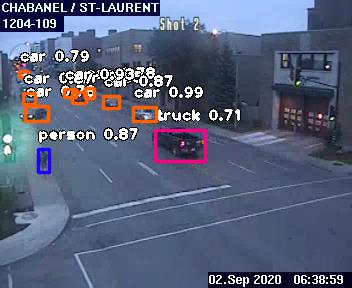 CHABANEL / ST-LAURENT
1204-109
Shot 2
car 0.79
car 0.87
car 0.99
truck 0.71
person 0.87
02.Sep 2020 06:38:59